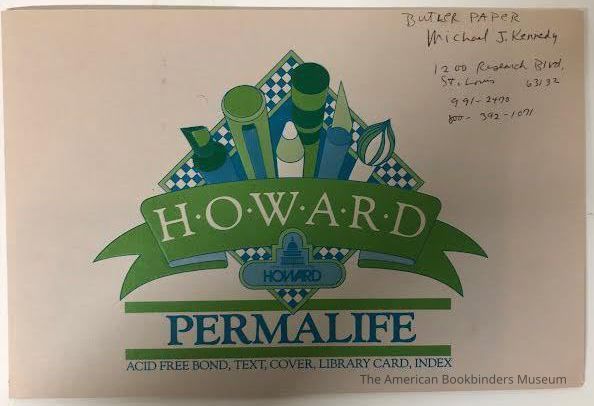 Butler Paper
Michael J. Kennedy
1200 Research Blvd,
St. Louis 63132
991-2470
800-392-1071
H·O·W·A·R·D
HOWARD
PERMALIFE
ACID FREE BOND, TEXT, COVER, LIBRARY CARD, INDEX
The American Bookbinders Museum